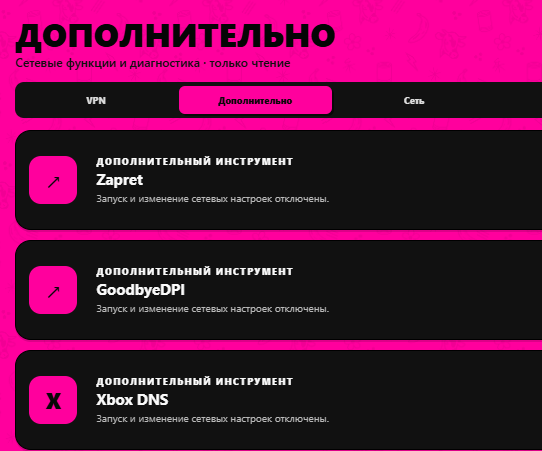 ДОПОЛНИТЕЛЬНО
Сетевые функции и диагностика · только чтение
VPN Дополнительно Сеть
ДОПОЛНИТЕЛЬНЫЙ ИНСТРУМЕНТ
Zapret
Запуск и изменение сетевых настроек отключены.
ДОПОЛНИТЕЛЬНЫЙ ИНСТРУМЕНТ
GoodbyeDPI
Запуск и изменение сетевых настроек отключены.
X
ДОПОЛНИТЕЛЬНЫЙ ИНСТРУМЕНТ
Xbox DNS
Запуск и изменение сетевых настроек отключены.